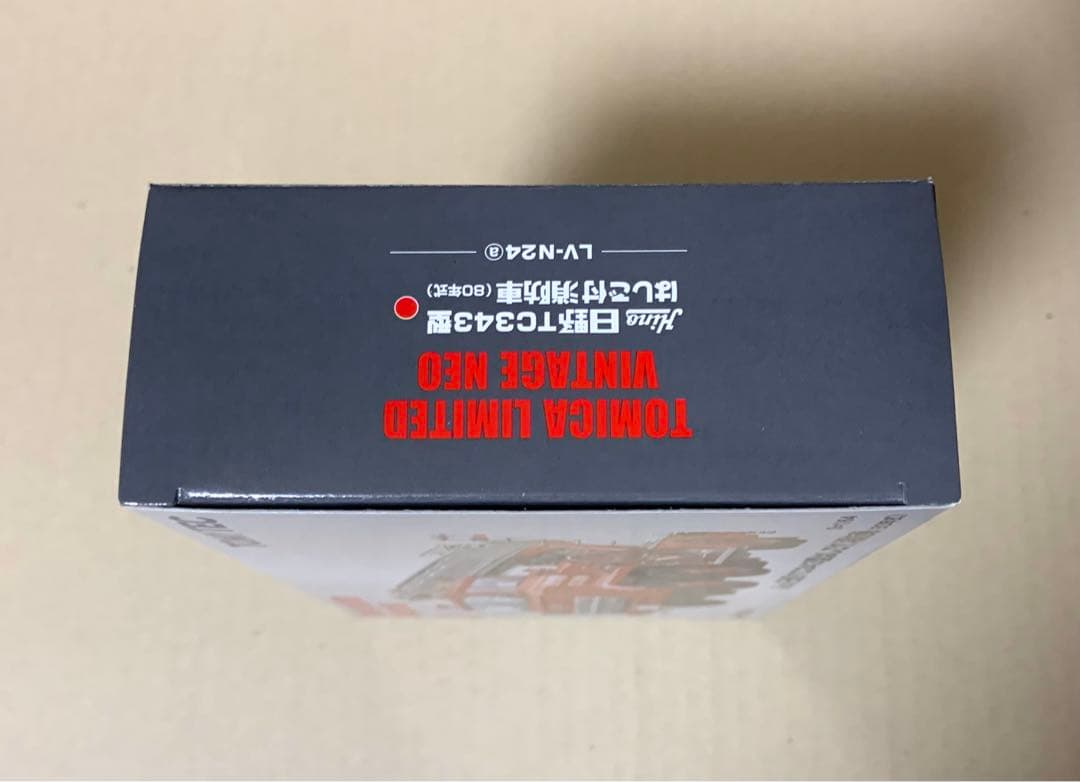 TOMICA LIMITED
VINTAGE NEO
Hino 日野TC343型
はしご付消防車（80年式）
LV-N24ⓐ